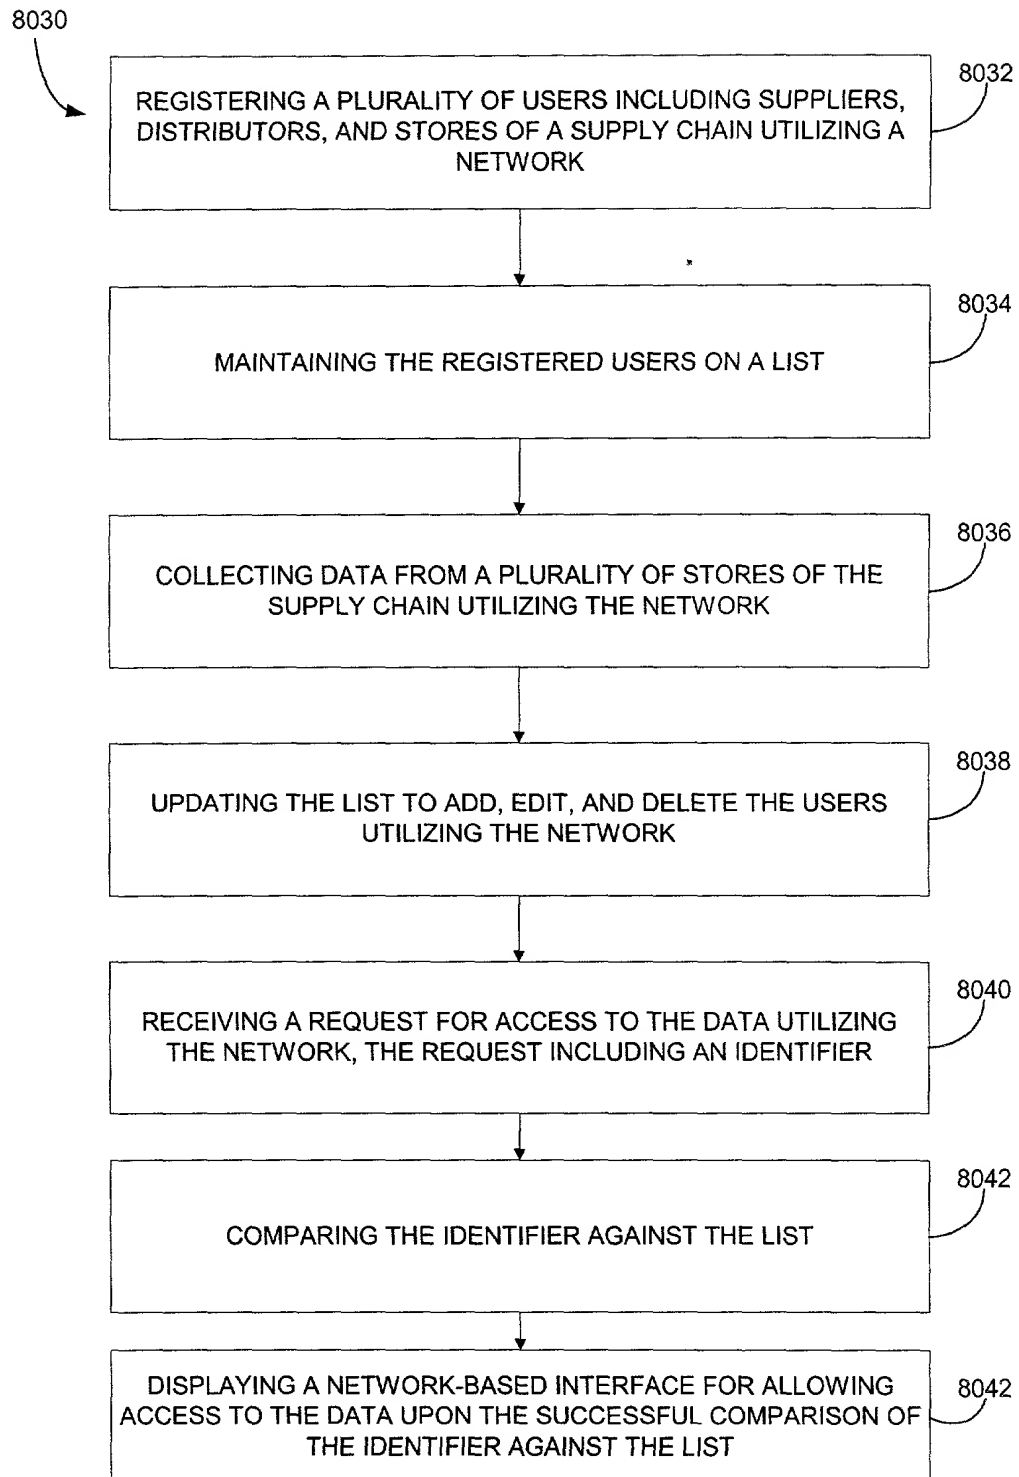 8030
8032
REGISTERING A PLURALITY OF USERS INCLUDING SUPPLIERS,
DISTRIBUTORS, AND STORES OF A SUPPLY CHAIN UTILIZING A
NETWORK
8034
MAINTAINING THE REGISTERED USERS ON A LIST
8036
COLLECTING DATA FROM A PLURALITY OF STORES OF THE
SUPPLY CHAIN UTILIZING THE NETWORK
8038
UPDATING THE LIST TO ADD, EDIT, AND DELETE THE USERS
UTILIZING THE NETWORK
8040
RECEIVING A REQUEST FOR ACCESS TO THE DATA UTILIZING
THE NETWORK, THE REQUEST INCLUDING AN IDENTIFIER
8042
COMPARING THE IDENTIFIER AGAINST THE LIST
8042
DISPLAYING A NETWORK-BASED INTERFACE FOR ALLOWING
ACCESS TO THE DATA UPON THE SUCCESSFUL COMPARISON OF
THE IDENTIFIER AGAINST THE LIST